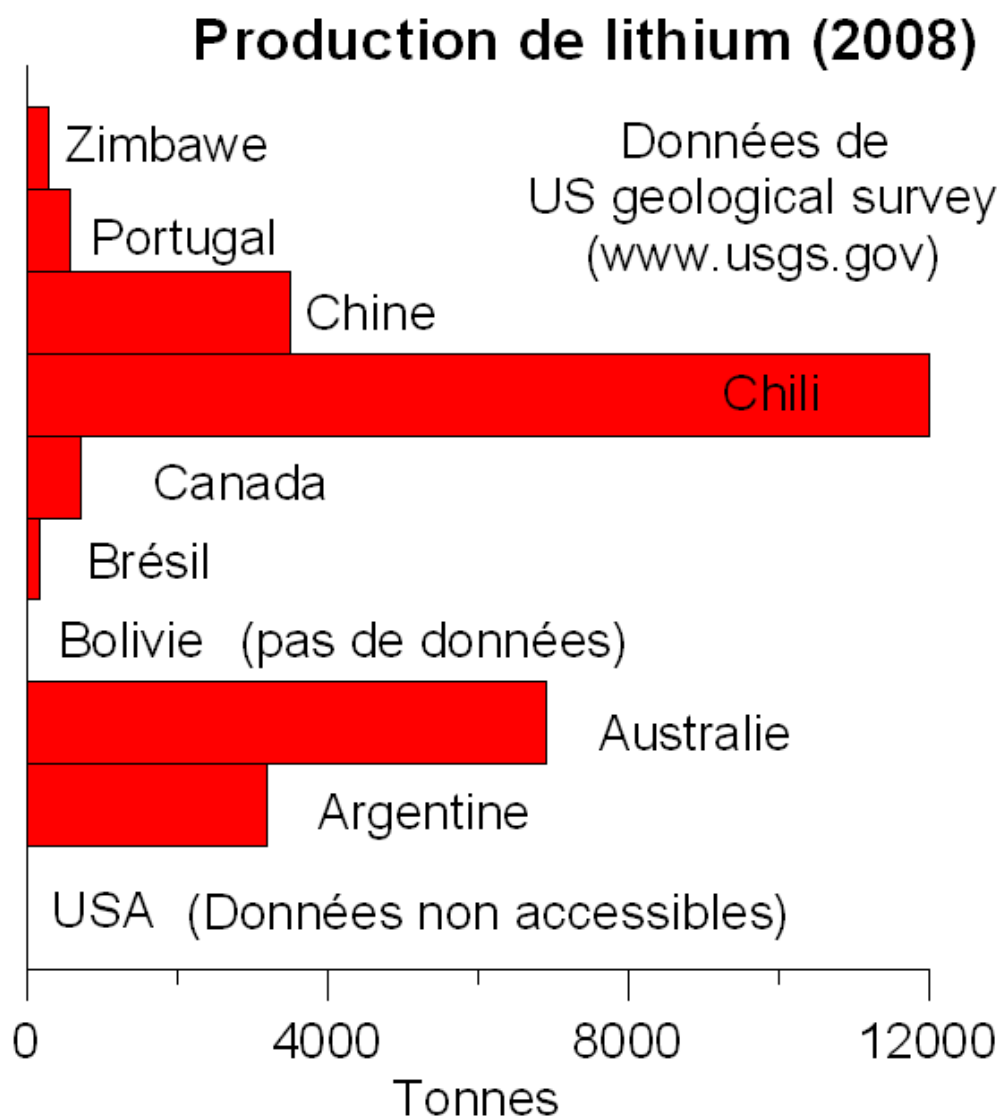 Production de lithium (2008)
Données de
US geological survey
(www.usgs.gov)
Zimbawe
Portugal
Chine
Chili
Canada
Brésil
Bolivie (pas de données)
Australie
Argentine
USA (Données non accessibles)
0 4000 8000 12000
Tonnes